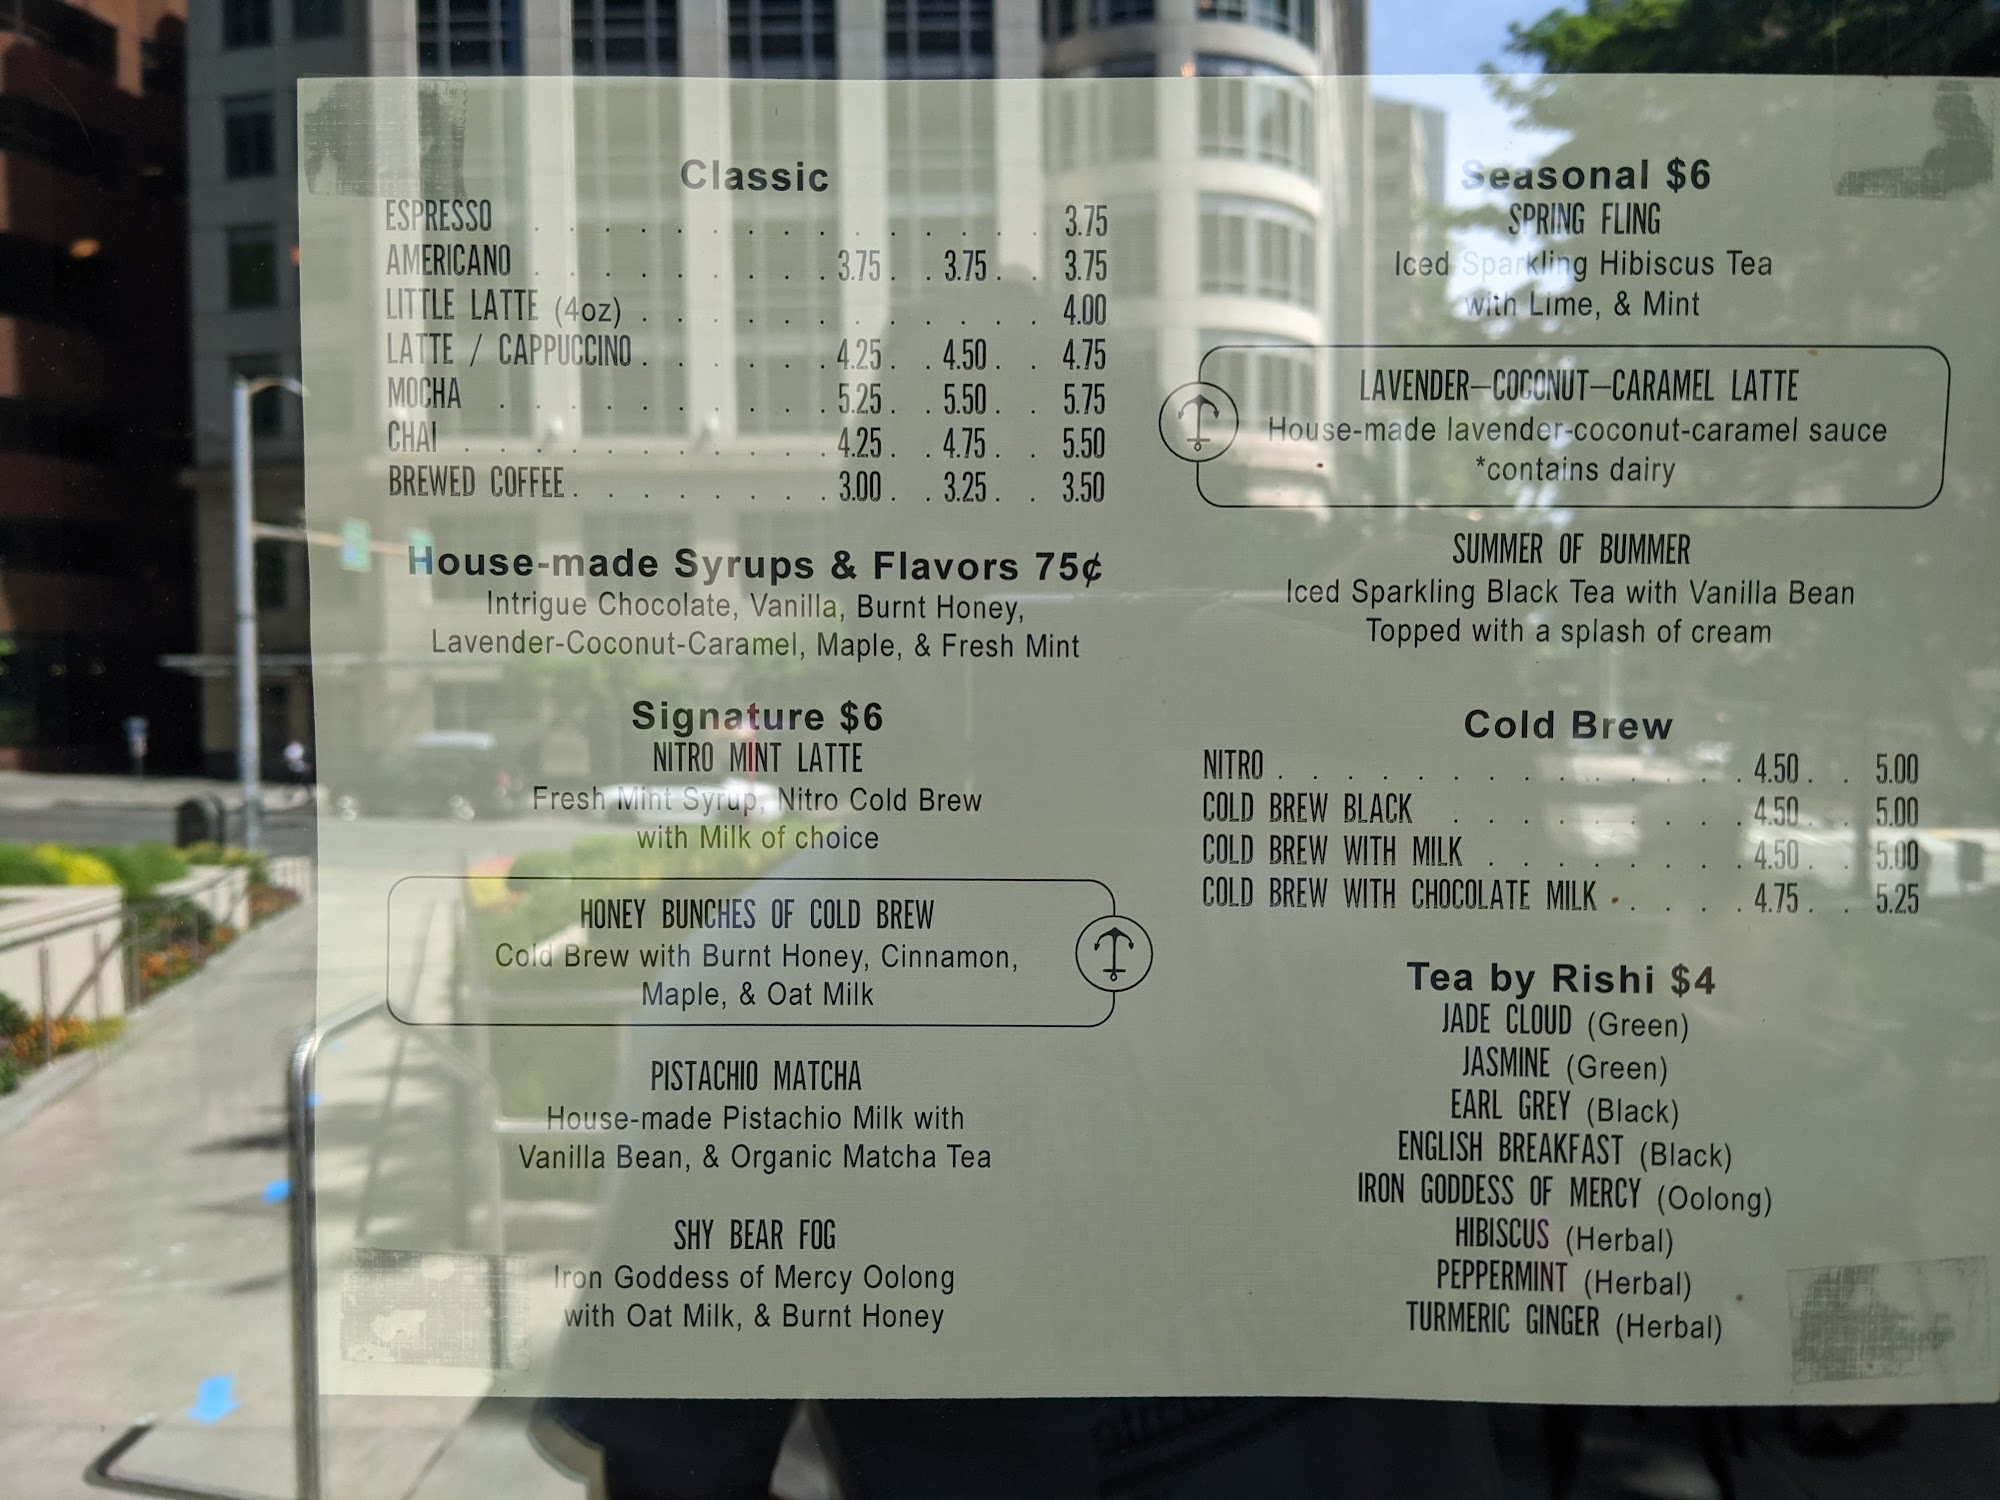 Classic
ESPRESSO . . . . . . . . . . . . . . . . 3.75
AMERICANO . . . . . . . . . 3.75 . . 3.75 . . 3.75
LITTLE LATTE (4oz) . . . . . . . . . . . . 4.00
LATTE / CAPPUCCINO . . . . . . 4.25 . . 4.50 . . 4.75
MOCHA . . . . . . . . . . 5.25 . . 5.50 . . 5.75
CHAI . . . . . . . . . . . 4.25 . . 4.75 . . 5.50
BREWED COFFEE . . . . . . . . 3.00 . . 3.25 . . 3.50
House-made Syrups & Flavors 75¢
Intrigue Chocolate, Vanilla, Burnt Honey,
Lavender-Coconut-Caramel, Maple, & Fresh Mint
Signature $6
NITRO MINT LATTE
Fresh Mint Syrup, Nitro Cold Brew
with Milk of choice
HONEY BUNCHES OF COLD BREW
Cold Brew with Burnt Honey, Cinnamon,
Maple, & Oat Milk
PISTACHIO MATCHA
House-made Pistachio Milk with
Vanilla Bean, & Organic Matcha Tea
SHY BEAR FOG
Iron Goddess of Mercy Oolong
with Oat Milk, & Burnt Honey
Seasonal $6
SPRING FLING
Iced Sparkling Hibiscus Tea
with Lime, & Mint
LAVENDER–COCONUT–CARAMEL LATTE
House-made lavender-coconut-caramel sauce
*contains dairy
SUMMER OF BUMMER
Iced Sparkling Black Tea with Vanilla Bean
Topped with a splash of cream
Cold Brew
NITRO . . . . . . . . . . . . . . 4.50 . . 5.00
COLD BREW BLACK . . . . . . . . . 4.50 . . 5.00
COLD BREW WITH MILK . . . . . . . . 4.50 . . 5.00
COLD BREW WITH CHOCOLATE MILK . . . . . 4.75 . . 5.25
Tea by Rishi $4
JADE CLOUD (Green)
JASMINE (Green)
EARL GREY (Black)
ENGLISH BREAKFAST (Black)
IRON GODDESS OF MERCY (Oolong)
HIBISCUS (Herbal)
PEPPERMINT (Herbal)
TURMERIC GINGER (Herbal)